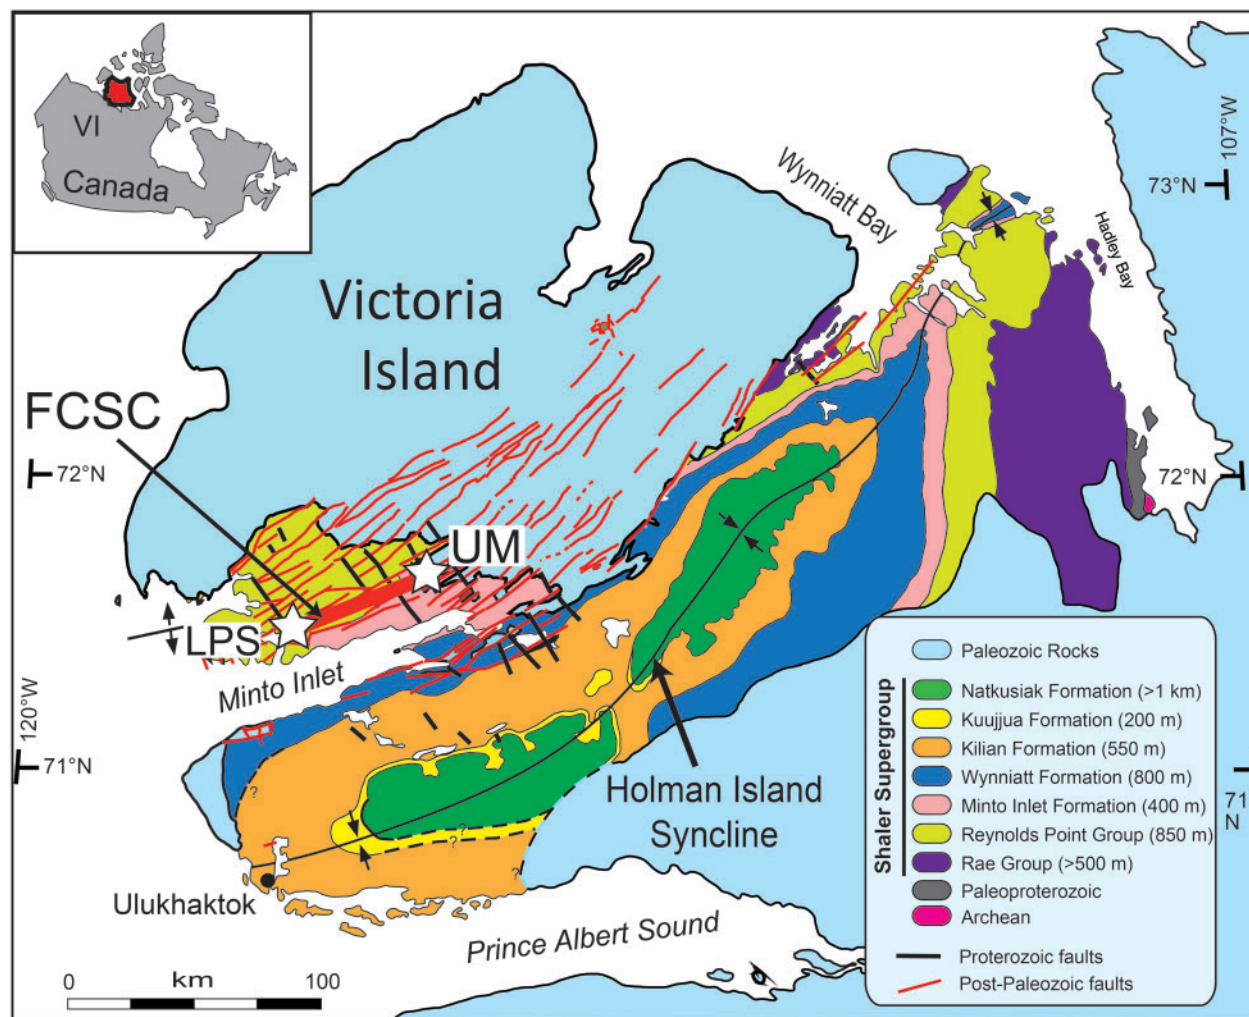 VI
Canada
Victoria
Island
Wynniatt Bay
Hadley Bay
107°W
73°N
FCSC
72°N
72°N
UM
LPS
Minto Inlet
120°W
71°N
71°
N
?
?
?
?
Holman Island
Syncline
Ulukhaktok
Prince Albert Sound
0 km 100
Paleozoic Rocks
Shaler Supergroup
Natkusiak Formation (>1 km)
Kuujjua Formation (200 m)
Kilian Formation (550 m)
Wynniatt Formation (800 m)
Minto Inlet Formation (400 m)
Reynolds Point Group (850 m)
Rae Group (>500 m)
Paleoproterozoic
Archean
Proterozoic faults
Post-Paleozoic faults